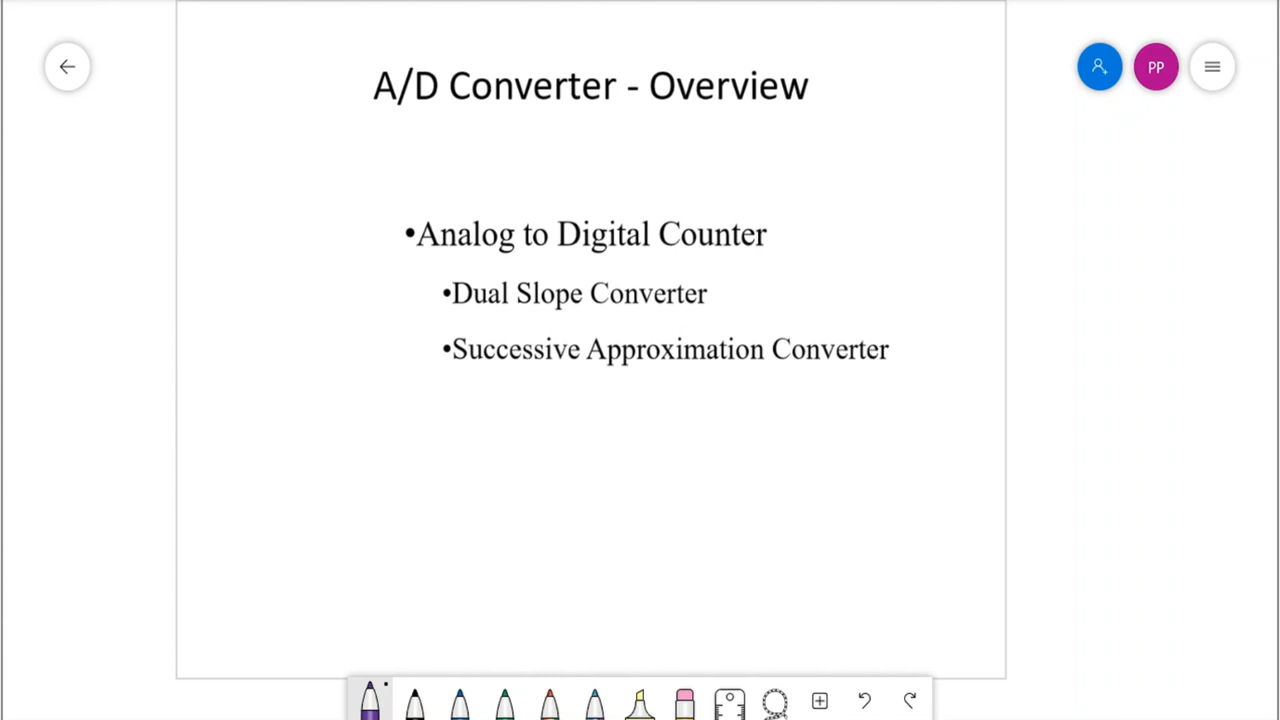 A/D Converter - Overview
PP
•Analog to Digital Counter
•Dual Slope Converter
•Successive Approximation Converter